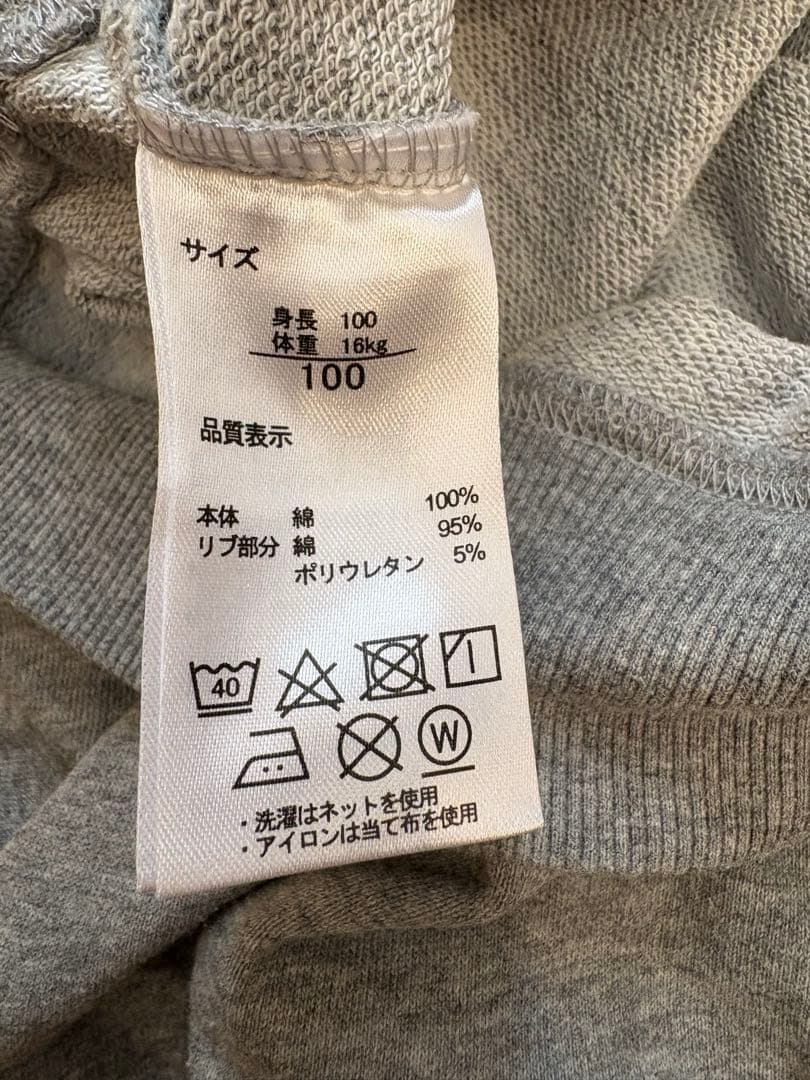 サイズ
身長 100
体重 16kg
100
品質表示
本体 綿 100%
リブ部分 綿 95%
ポリウレタン 5%
40
W
・洗濯はネットを使用
・アイロンは当て布を使用